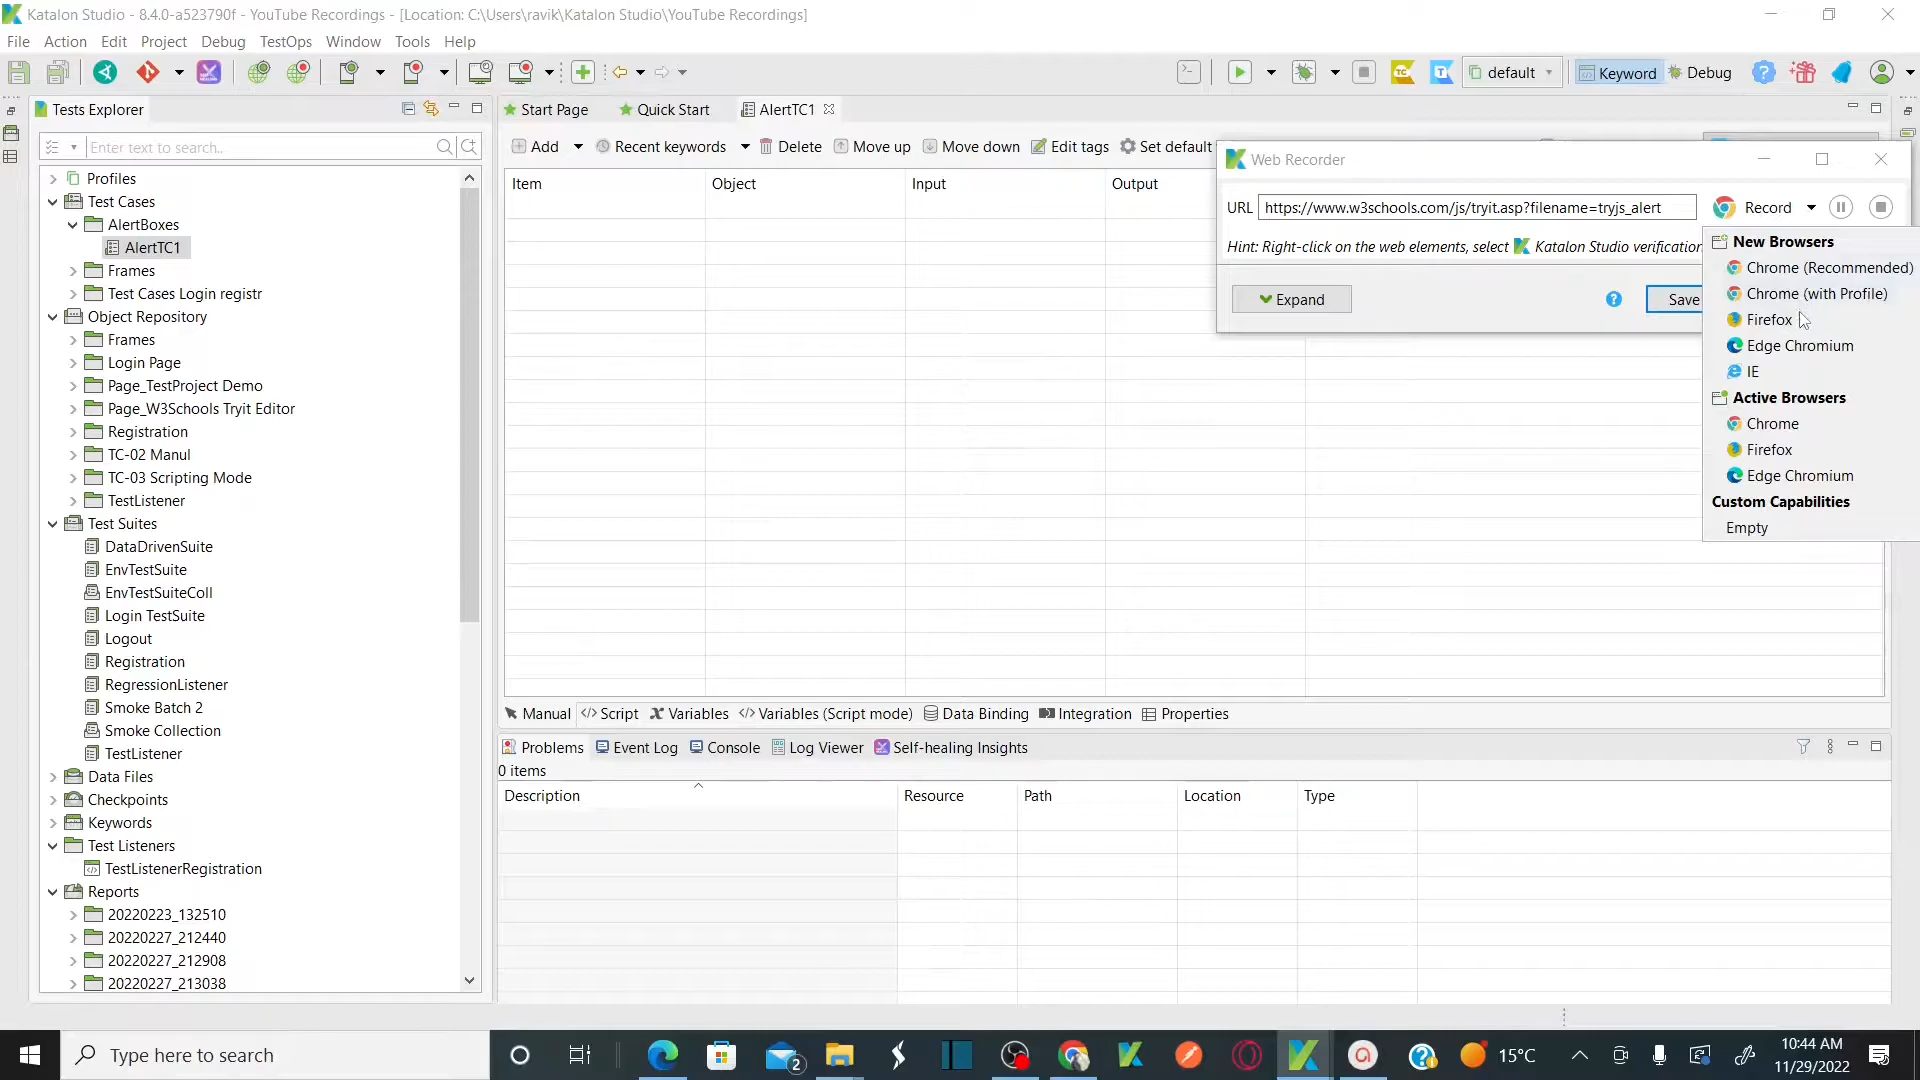 Katalon Studio - 8.4.0-a523790f - YouTube Recordings - [Location: C:\Users\ravik\Katalon Studio\YouTube Recordings]
File Action Edit Project Debug TestOps Window Tools Help
default Keyword Debug
Tests Explorer
Start Page Quick Start AlertTC1
Enter text to search..
Add Recent keywords Delete Move up Move down Edit tags Set default
Item Object Input Output
Profiles
Test Cases
AlertBoxes
AlertTC1
Frames
Test Cases Login registr
Object Repository
Frames
Login Page
Page_TestProject Demo
Page_W3Schools Tryit Editor
Registration
TC-02 Manul
TC-03 Scripting Mode
TestListener
Test Suites
DataDrivenSuite
EnvTestSuite
EnvTestSuiteColl
Login TestSuite
Logout
Registration
RegressionListener
Smoke Batch 2
Smoke Collection
TestListener
Data Files
Checkpoints
Keywords
Test Listeners
TestListenerRegistration
Reports
20220223_132510
20220227_212440
20220227_212908
20220227_213038
Web Recorder
URL https://www.w3schools.com/js/tryit.asp?filename=tryjs_alert Record
Hint: Right-click on the web elements, select Katalon Studio verification
Expand Save
New Browsers
Chrome (Recommended)
Chrome (with Profile)
Firefox
Edge Chromium
IE
Active Browsers
Chrome
Firefox
Edge Chromium
Custom Capabilities
Empty
Manual Script Variables Variables (Script mode) Data Binding Integration Properties
Problems Event Log Console Log Viewer Self-healing Insights
0 items
Description Resource Path Location Type
Type here to search
2
15°C
10:44 AM
11/29/2022